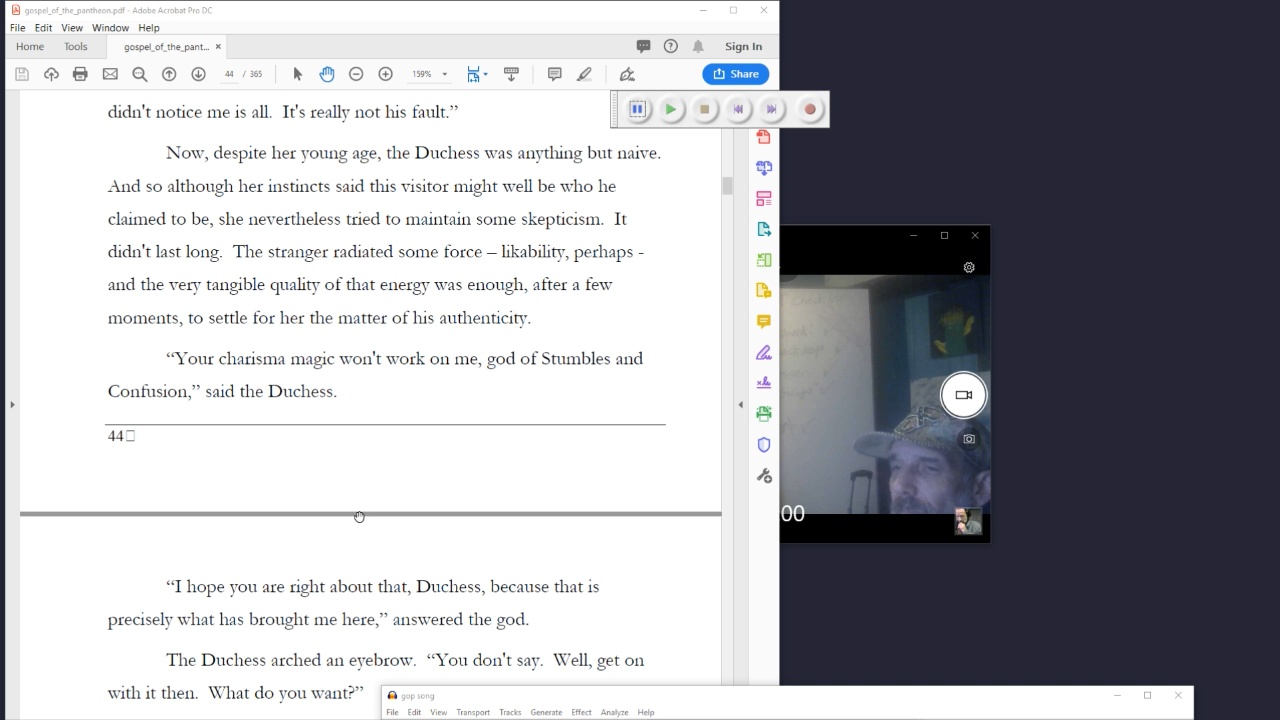 gospel_of_the_pantheon.pdf - Adobe Acrobat Pro DC
File Edit View Window Help
Home Tools gospel_of_the_pant... × Sign In
44 / 365 159% Share
didn't notice me is all. It's really not his fault.”
Now, despite her young age, the Duchess was anything but naive.
And so although her instincts said this visitor might well be who he
claimed to be, she nevertheless tried to maintain some skepticism. It
didn't last long. The stranger radiated some force – likability, perhaps -
and the very tangible quality of that energy was enough, after a few
moments, to settle for her the matter of his authenticity.
“Your charisma magic won't work on me, god of Stumbles and
Confusion,” said the Duchess.
44
00
“I hope you are right about that, Duchess, because that is
precisely what has brought me here,” answered the god.
The Duchess arched an eyebrow. “You don't say. Well, get on
with it then. What do you want?”
gop song
File Edit View Transport Tracks Generate Effect Analyze Help